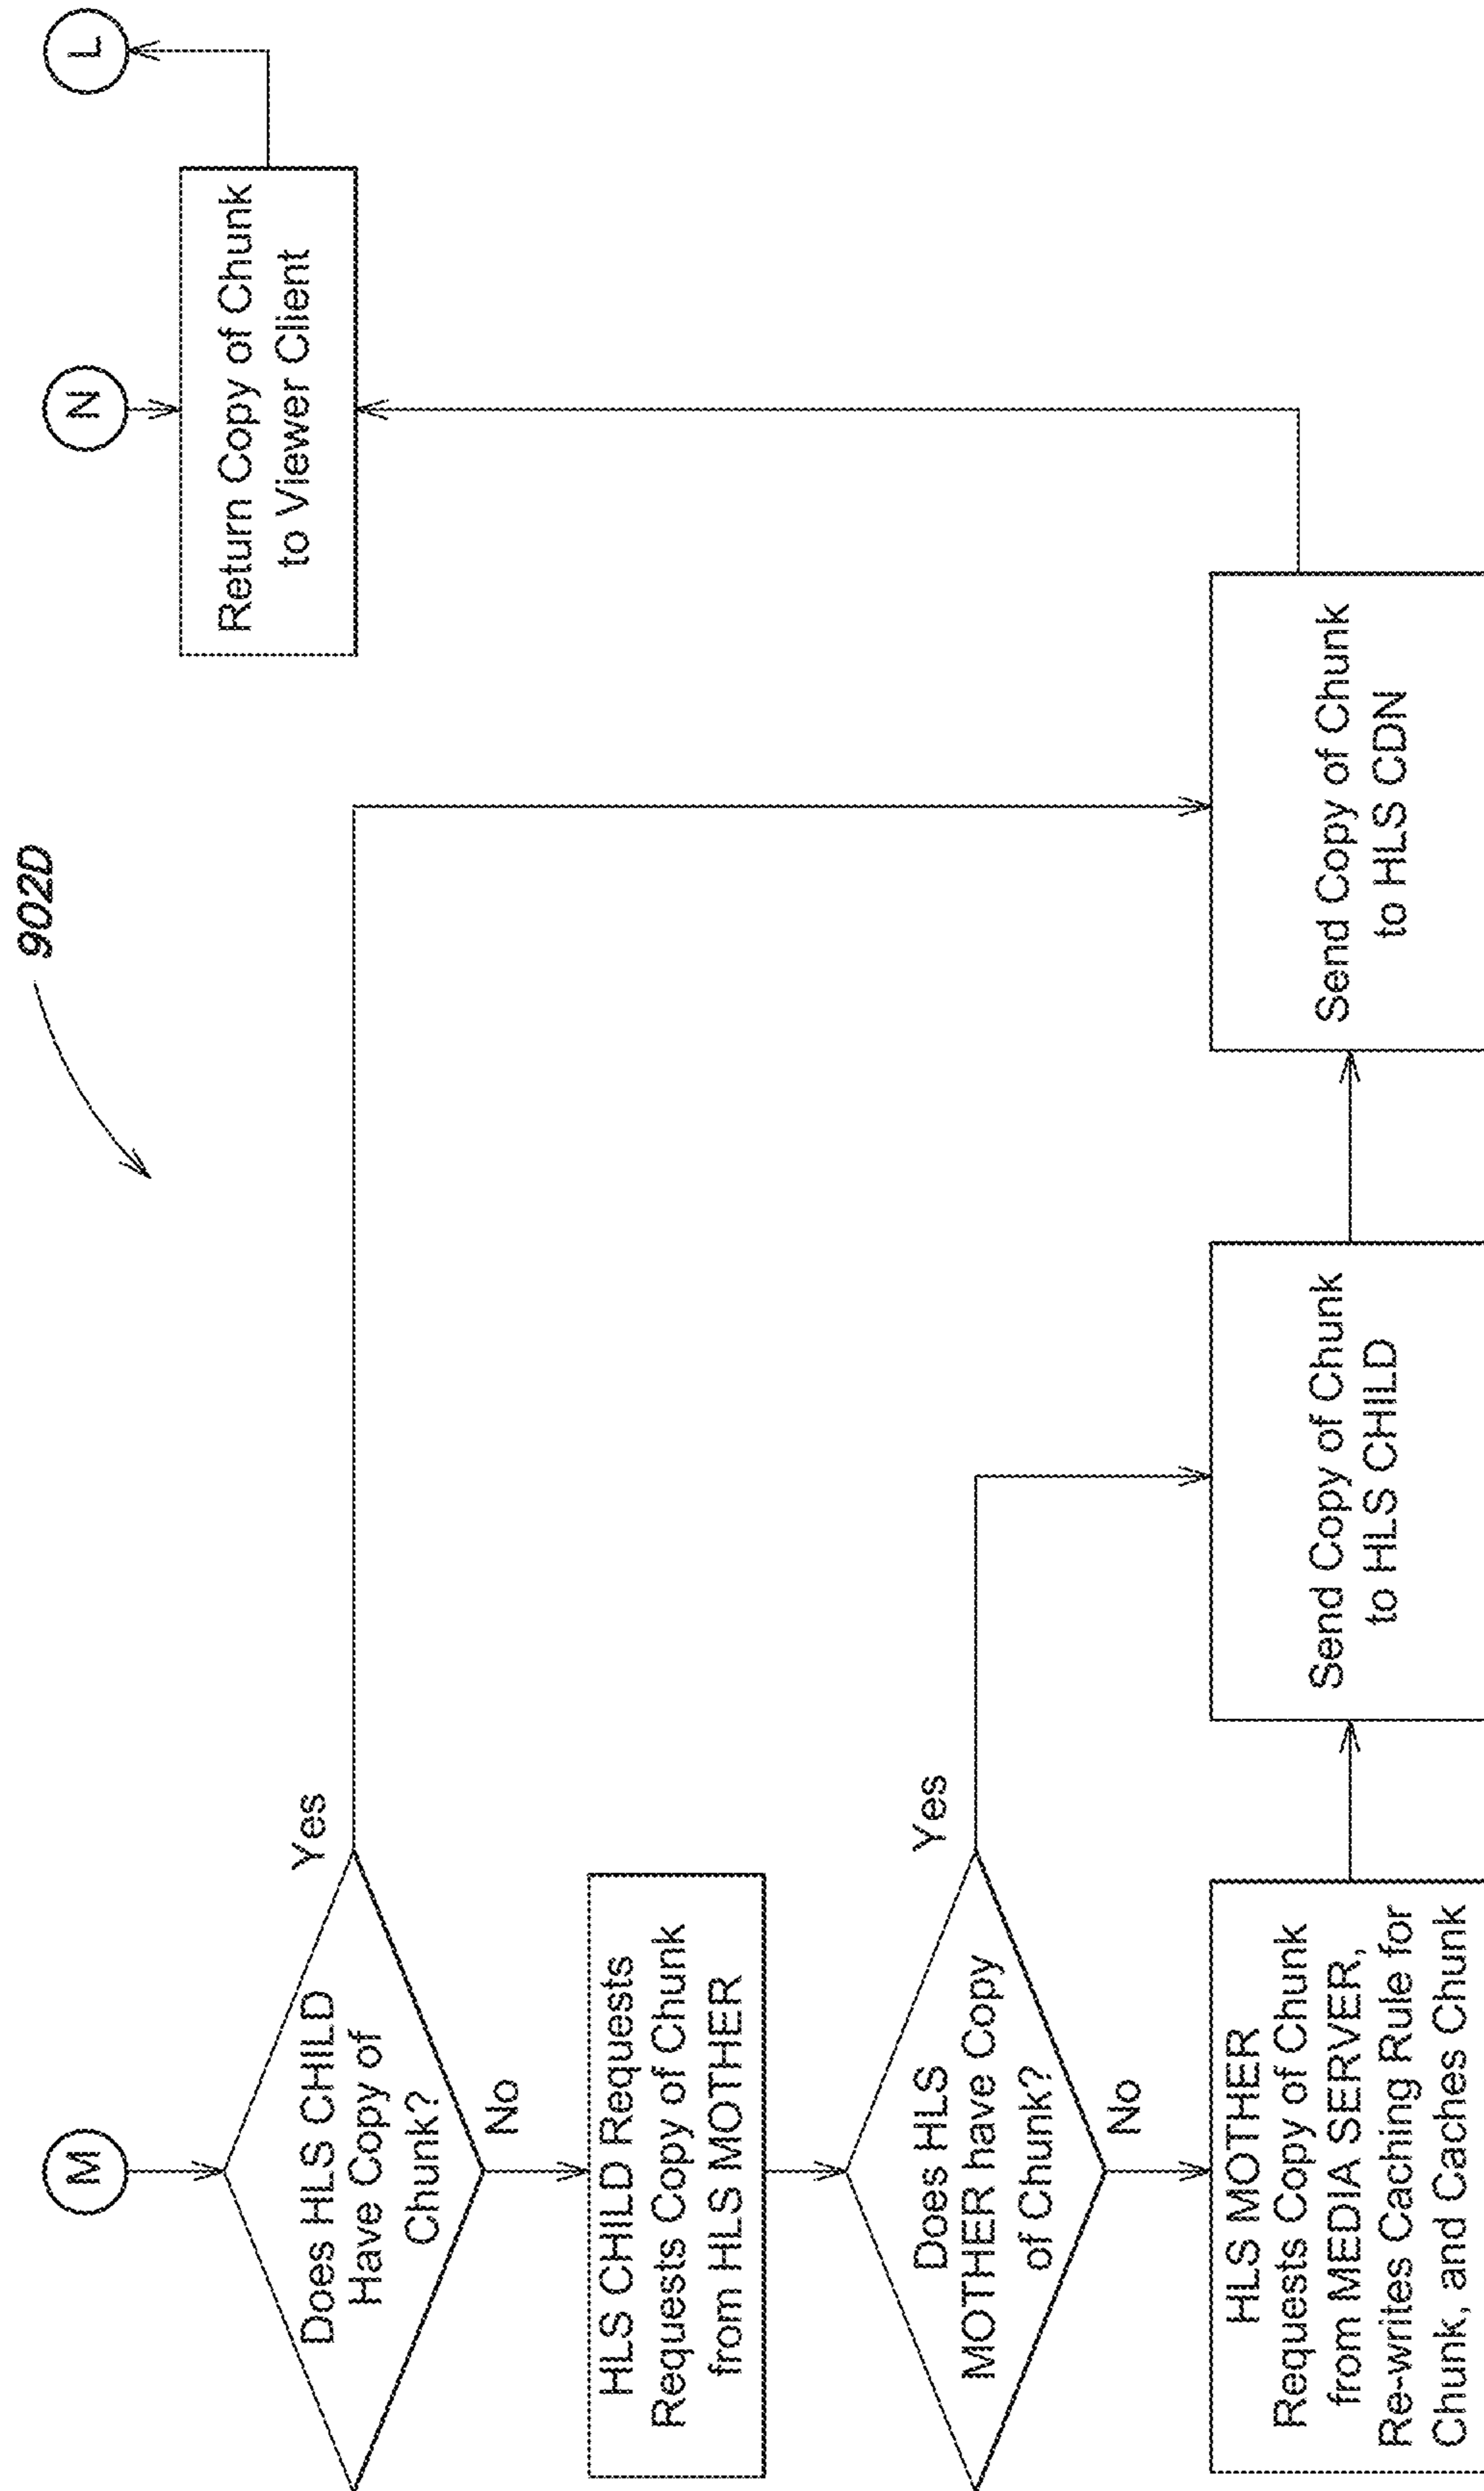 902D
M
Does HLS CHILD
Have Copy of
Chunk?
Yes
No
HLS CHILD Requests
Requests Copy of Chunk
from HLS MOTHER
Does HLS
MOTHER have Copy
of Chunk?
Yes
No
HLS MOTHER
Requests Copy of Chunk
from MEDIA SERVER,
Re-writes Caching Rule for
Chunk, and Caches Chunk
Send Copy of Chunk
to HLS CHILD
Send Copy of Chunk
to HLS CDN
N
Return Copy of Chunk
to Viewer Client
L